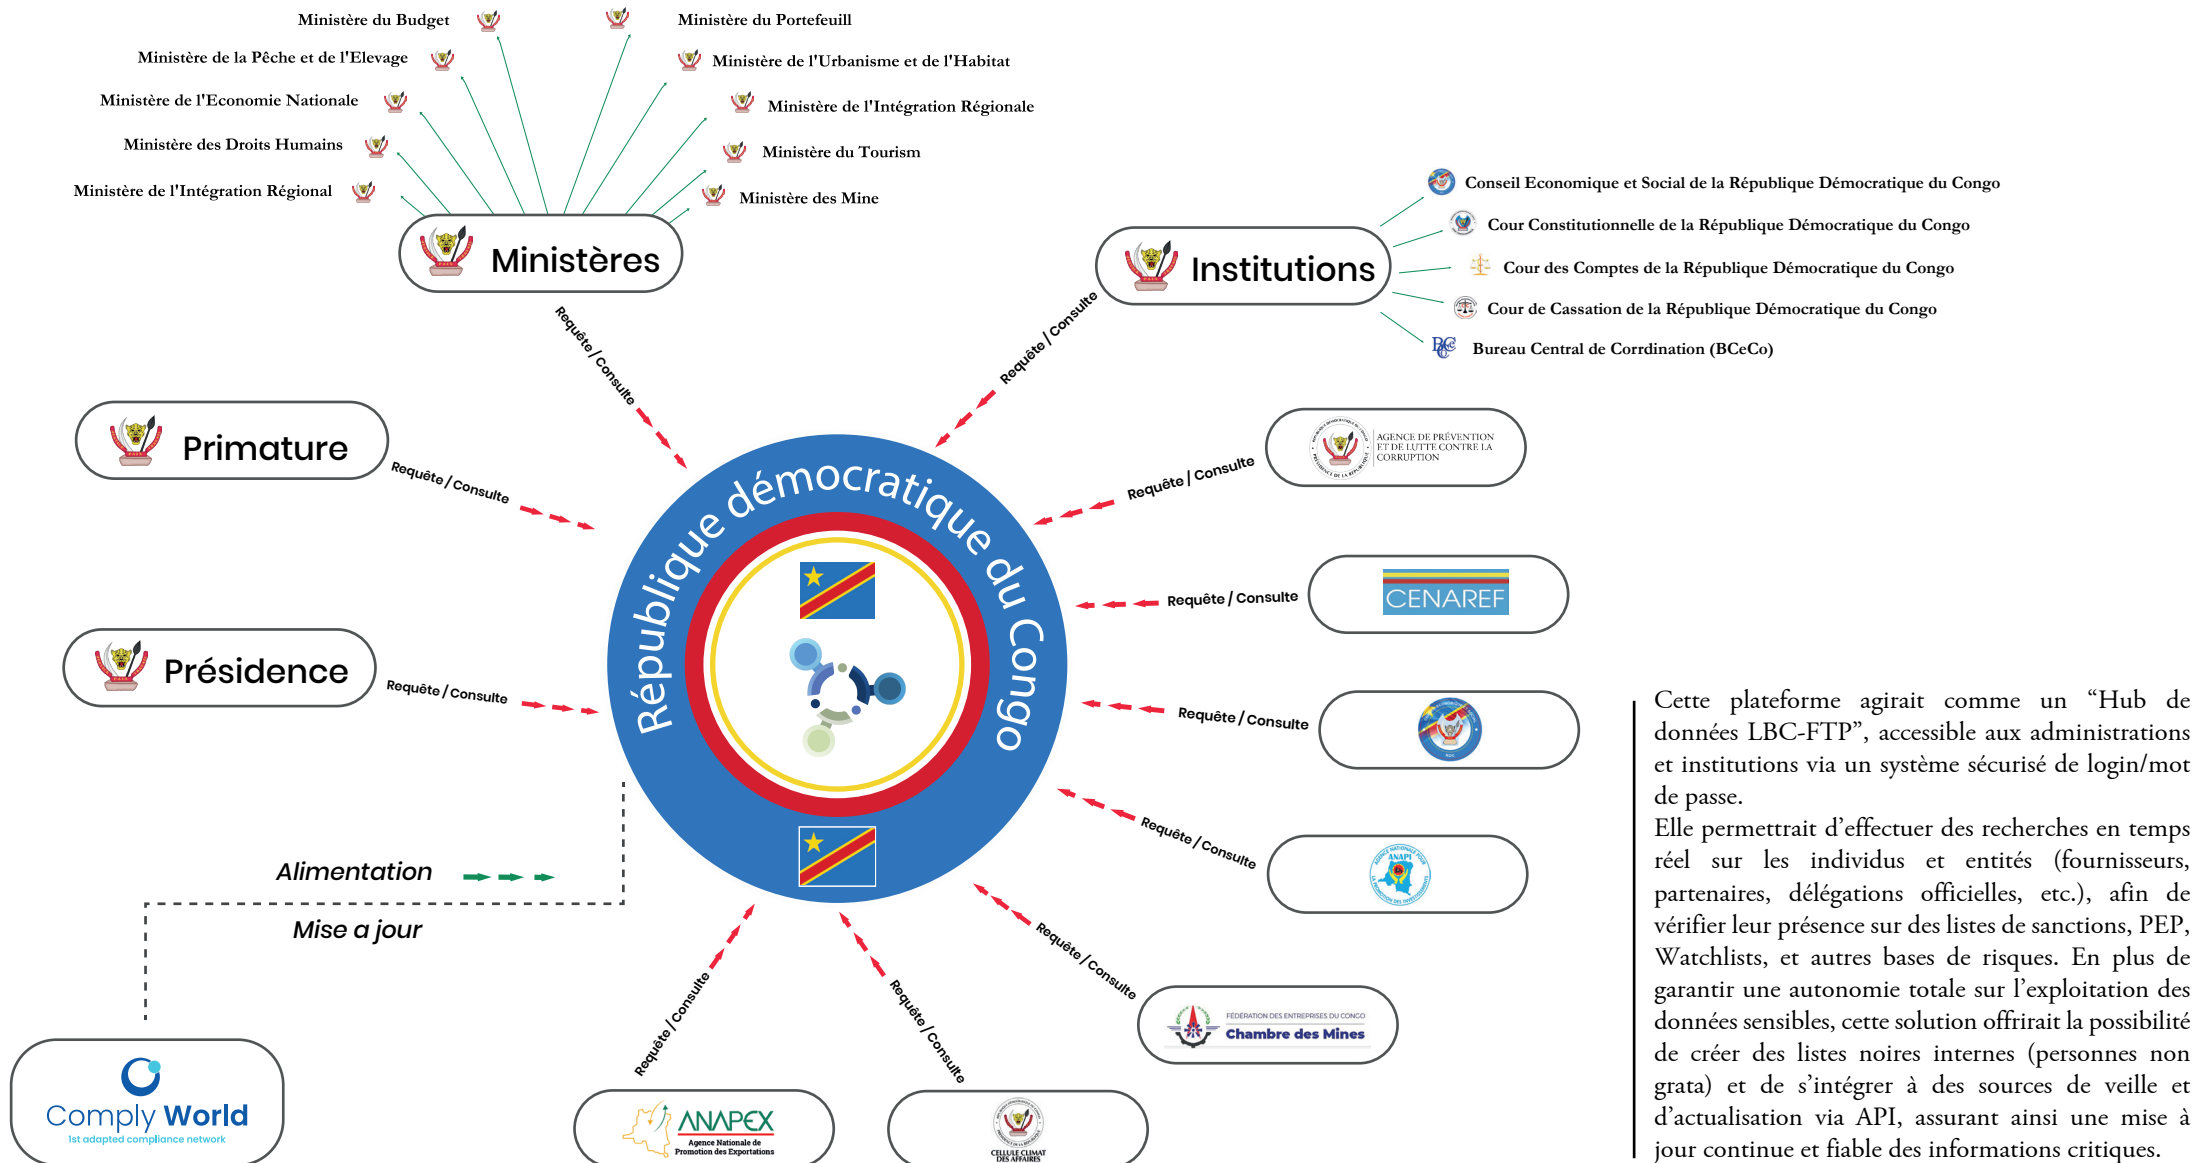 Ministère du Budget
Ministère du Portefeuill
Ministère de la Pêche et de l'Elevage
Ministère de l'Urbanisme et de l'Habitat
Ministère de l'Economie Nationale
Ministère de l'Intégration Régionale
Ministère des Droits Humains
Ministère du Tourism
Ministère de l'Intégration Régional
Ministère des Mine
Ministères
Conseil Economique et Social de la République Démocratique du Congo
Cour Constitutionnelle de la République Démocratique du Congo
Cour des Comptes de la République Démocratique du Congo
Cour de Cassation de la République Démocratique du Congo
Bureau Central de Corrdination (BCeCo)
Institutions
Requête / Consulte
Requête / Consulte
Primature
Requête / Consulte
AGENCE DE PRÉVENTION
ET DE LUTTE CONTRE LA
CORRUPTION
Requête / Consulte
République démocratique du Congo
CENAREF
Requête / Consulte
Présidence
Requête / Consulte
Requête / Consulte
ANAPI
Requête / Consulte
Alimentation
Mise a jour
Requête / Consulte
FÉDÉRATION DES ENTREPRISES DU CONGO
Chambre des Mines
Requête / Consulte
Requête / Consulte
Comply World
1st adapted compliance network
ANAPEX
Agence Nationale de
Promotion des Exportations
CELLULE CLIMAT
DES AFFAIRES
Cette plateforme agirait comme un “Hub de
données LBC-FTP”, accessible aux administrations
et institutions via un système sécurisé de login/mot
de passe.
Elle permettrait d’effectuer des recherches en temps
réel sur les individus et entités (fournisseurs,
partenaires, délégations officielles, etc.), afin de
vérifier leur présence sur des listes de sanctions, PEP,
Watchlists, et autres bases de risques. En plus de
garantir une autonomie totale sur l’exploitation des
données sensibles, cette solution offrirait la possibilité
de créer des listes noires internes (personnes non
grata) et de s’intégrer à des sources de veille et
d’actualisation via API, assurant ainsi une mise à
jour continue et fiable des informations critiques.